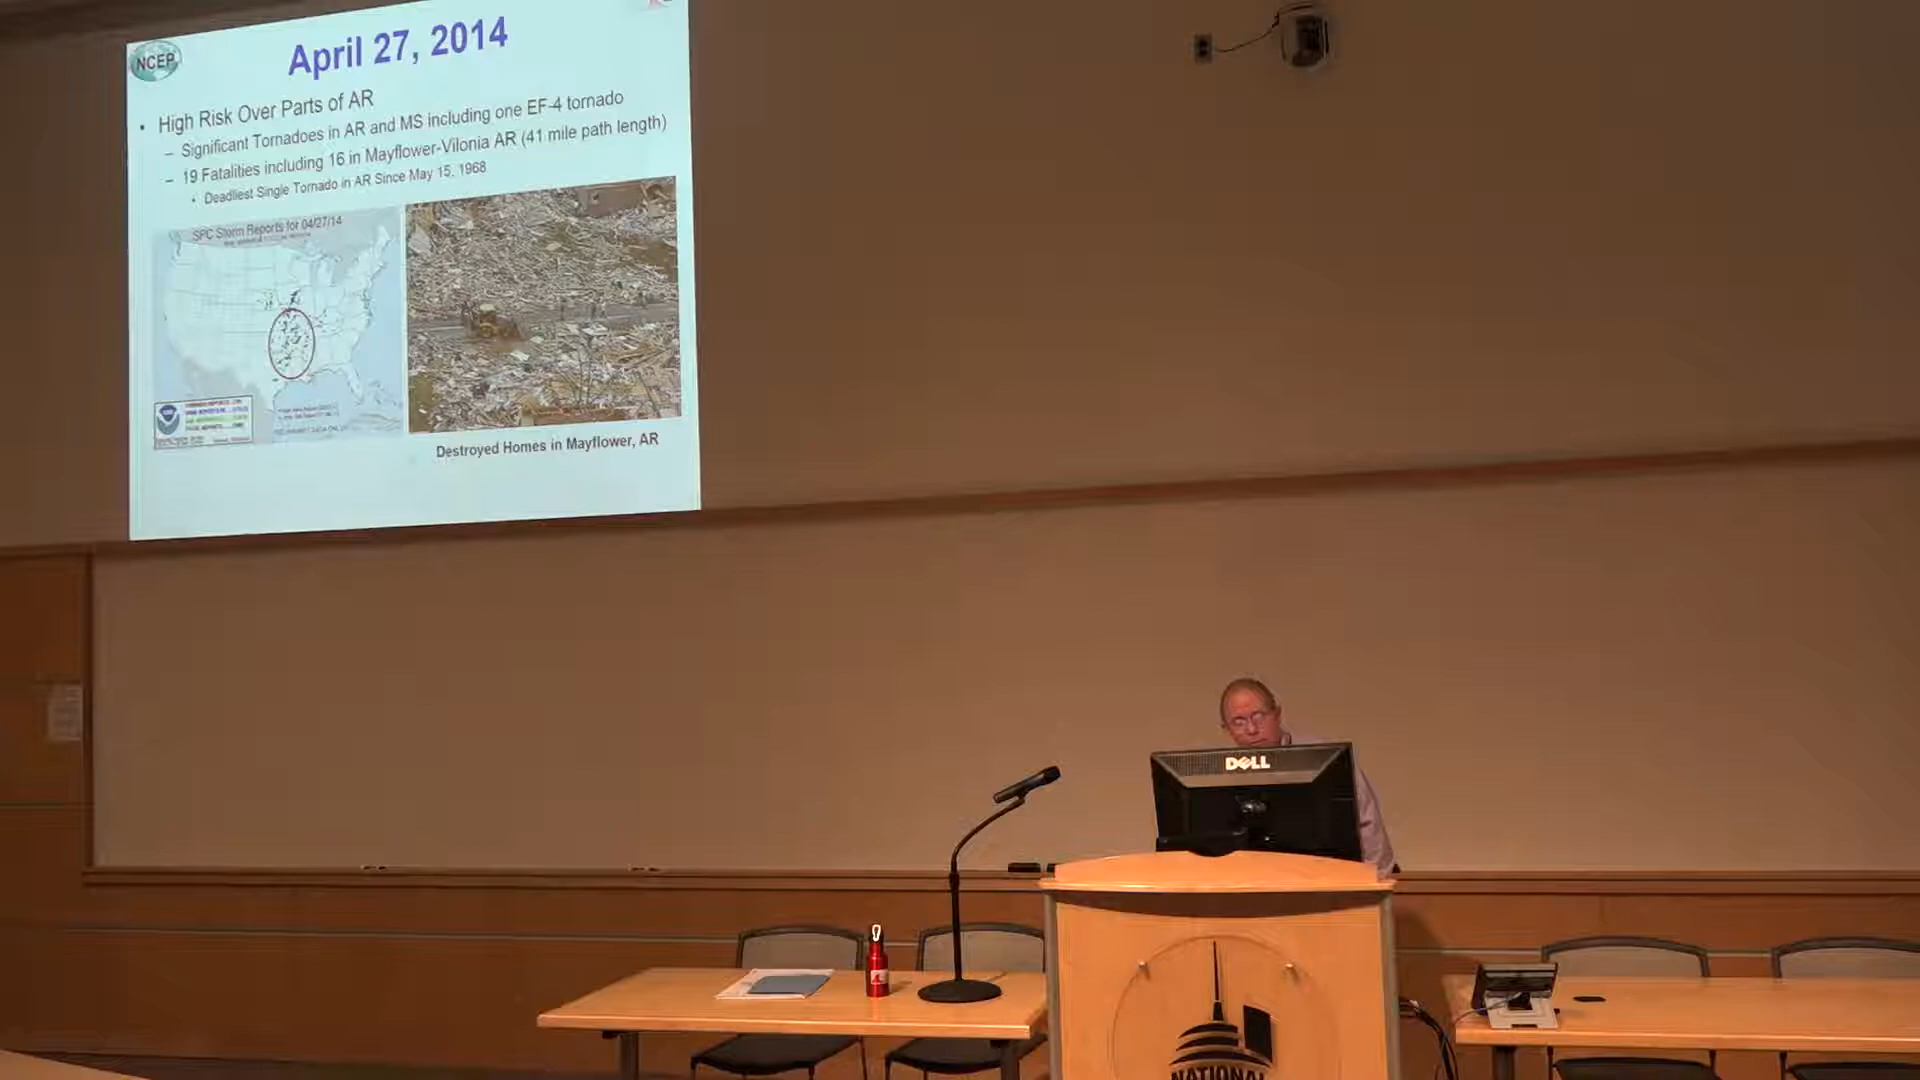 NCEP
April 27, 2014
• High Risk Over Parts of AR
– Significant Tornadoes in AR and MS including one EF-4 tornado
– 19 Fatalities including 16 in Mayflower-Vilonia AR (41 mile path length)
• Deadliest Single Tornado in AR Since May 15, 1968
SPC Storm Reports for 04/27/14
Destroyed Homes in Mayflower, AR
DELL
NATIONAL